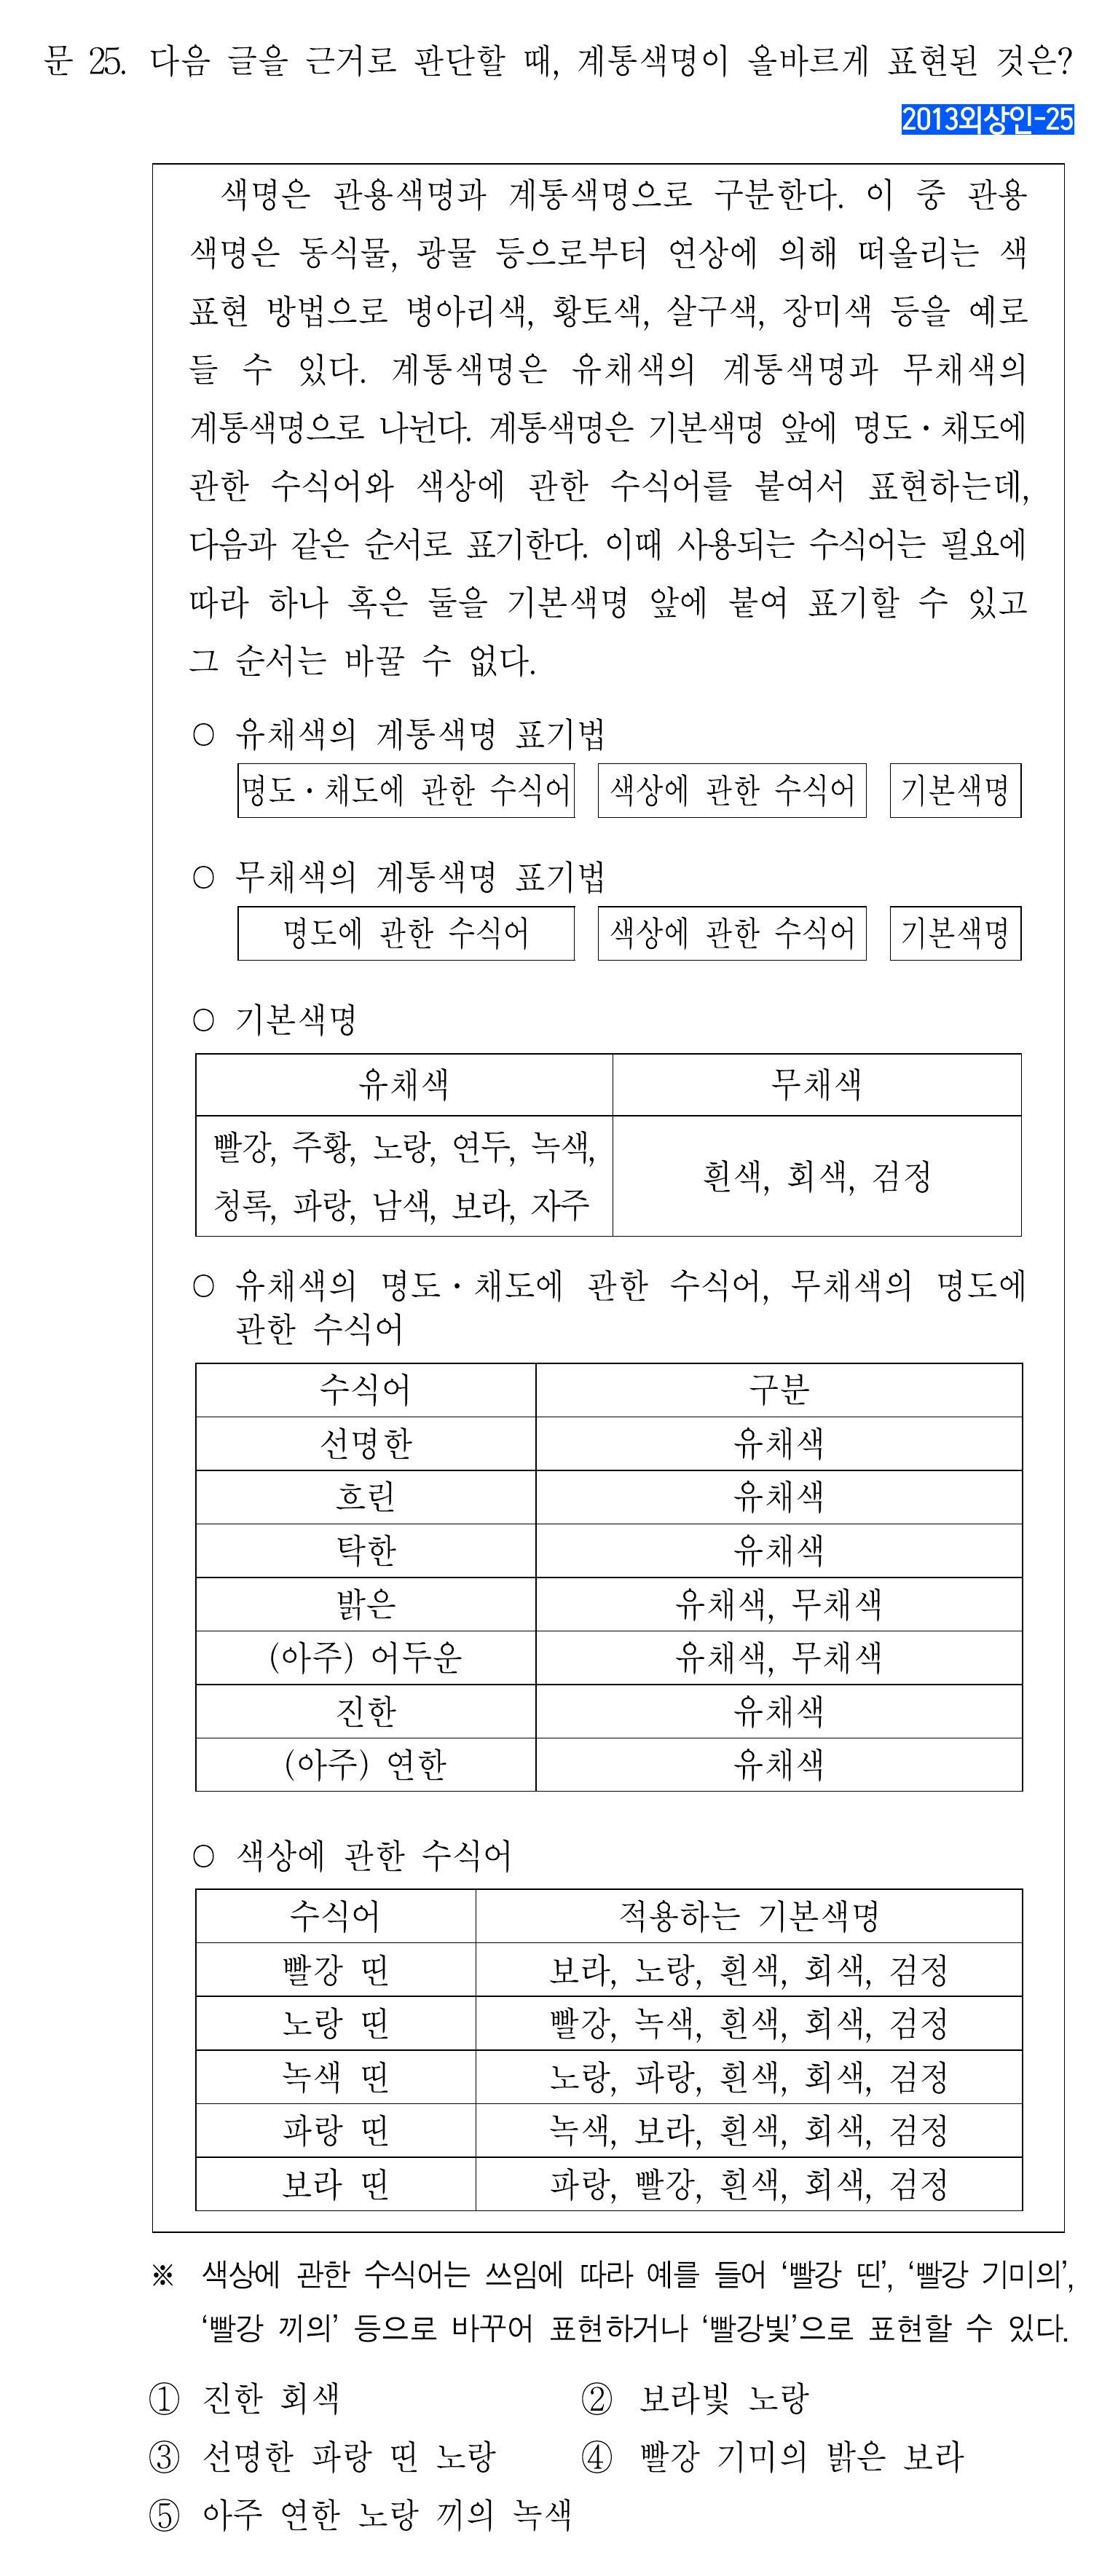 문 25. 다음 글을 근거로 판단할 때, 계통색명이 올바르게 표현된 것은?
2013외상인-25
색명은 관용색명과 계통색명으로 구분한다. 이 중 관용
색명은 동식물, 광물 등으로부터 연상에 의해 떠올리는 색
표현 방법으로 병아리색, 황토색, 살구색, 장미색 등을 예로
들 수 있다. 계통색명은 유채색의 계통색명과 무채색의
계통색명으로 나뉜다. 계통색명은 기본색명 앞에 명도·채도에
관한 수식어와 색상에 관한 수식어를 붙여서 표현하는데,
다음과 같은 순서로 표기한다. 이때 사용되는 수식어는 필요에
따라 하나 혹은 둘을 기본색명 앞에 붙여 표기할 수 있고
그 순서는 바꿀 수 없다.
○ 유채색의 계통색명 표기법
명도·채도에 관한 수식어 색상에 관한 수식어 기본색명
○ 무채색의 계통색명 표기법
명도에 관한 수식어 색상에 관한 수식어 기본색명
○ 기본색명
유채색 무채색
빨강, 주황, 노랑, 연두, 녹색,
청록, 파랑, 남색, 보라, 자주
흰색, 회색, 검정
○ 유채색의 명도·채도에 관한 수식어, 무채색의 명도에
관한 수식어
수식어 구분
선명한 유채색
흐린 유채색
탁한 유채색
밝은 유채색, 무채색
(아주) 어두운 유채색, 무채색
진한 유채색
(아주) 연한 유채색
○ 색상에 관한 수식어
수식어 적용하는 기본색명
빨강 띤 보라, 노랑, 흰색, 회색, 검정
노랑 띤 빨강, 녹색, 흰색, 회색, 검정
녹색 띤 노랑, 파랑, 흰색, 회색, 검정
파랑 띤 녹색, 보라, 흰색, 회색, 검정
보라 띤 파랑, 빨강, 흰색, 회색, 검정
※ 색상에 관한 수식어는 쓰임에 따라 예를 들어 ‘빨강 띤’, ‘빨강 기미의’,
‘빨강 끼의’ 등으로 바꾸어 표현하거나 ‘빨강빛’으로 표현할 수 있다.
① 진한 회색 ② 보라빛 노랑
③ 선명한 파랑 띤 노랑 ④ 빨강 기미의 밝은 보라
⑤ 아주 연한 노랑 끼의 녹색